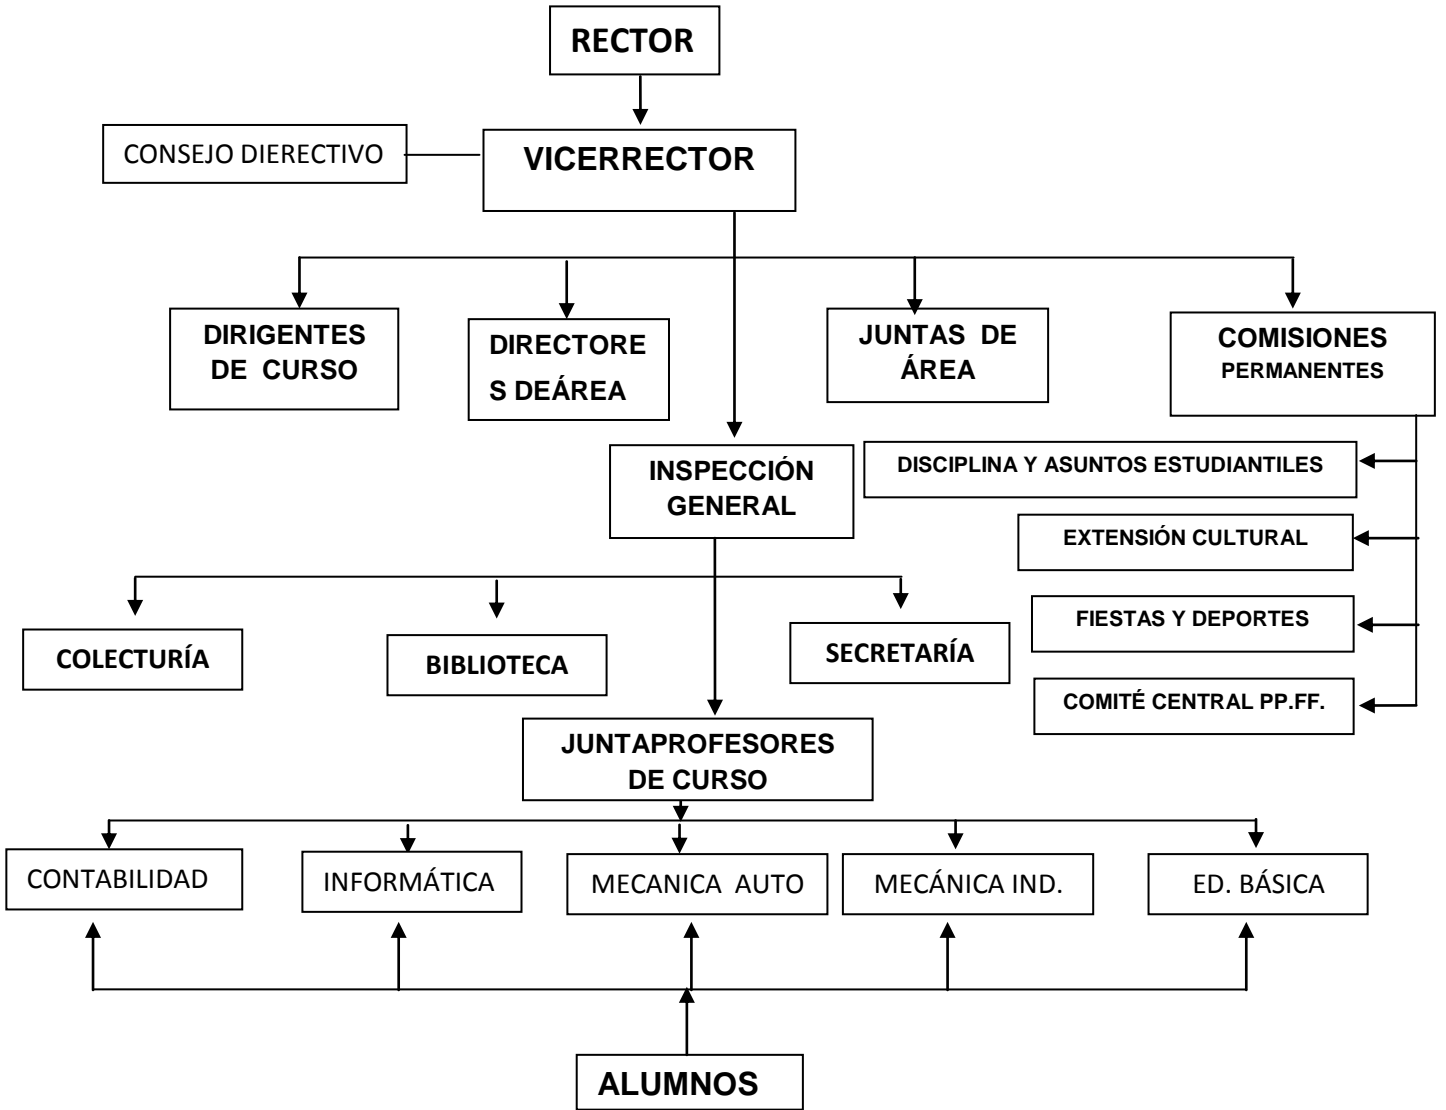 RECTOR
CONSEJO DIERECTIVO
VICERRECTOR
DIRIGENTES
DE CURSO
DIRECTORE
S DEÁREA
JUNTAS DE
ÁREA
COMISIONES
PERMANENTES
INSPECCIÓN
GENERAL
DISCIPLINA Y ASUNTOS ESTUDIANTILES
EXTENSIÓN CULTURAL
FIESTAS Y DEPORTES
COMITÉ CENTRAL PP.FF.
COLECTURÍA
BIBLIOTECA
SECRETARÍA
JUNTAPROFESORES
DE CURSO
CONTABILIDAD
INFORMÁTICA
MECANICA AUTO
MECÁNICA IND.
ED. BÁSICA
ALUMNOS